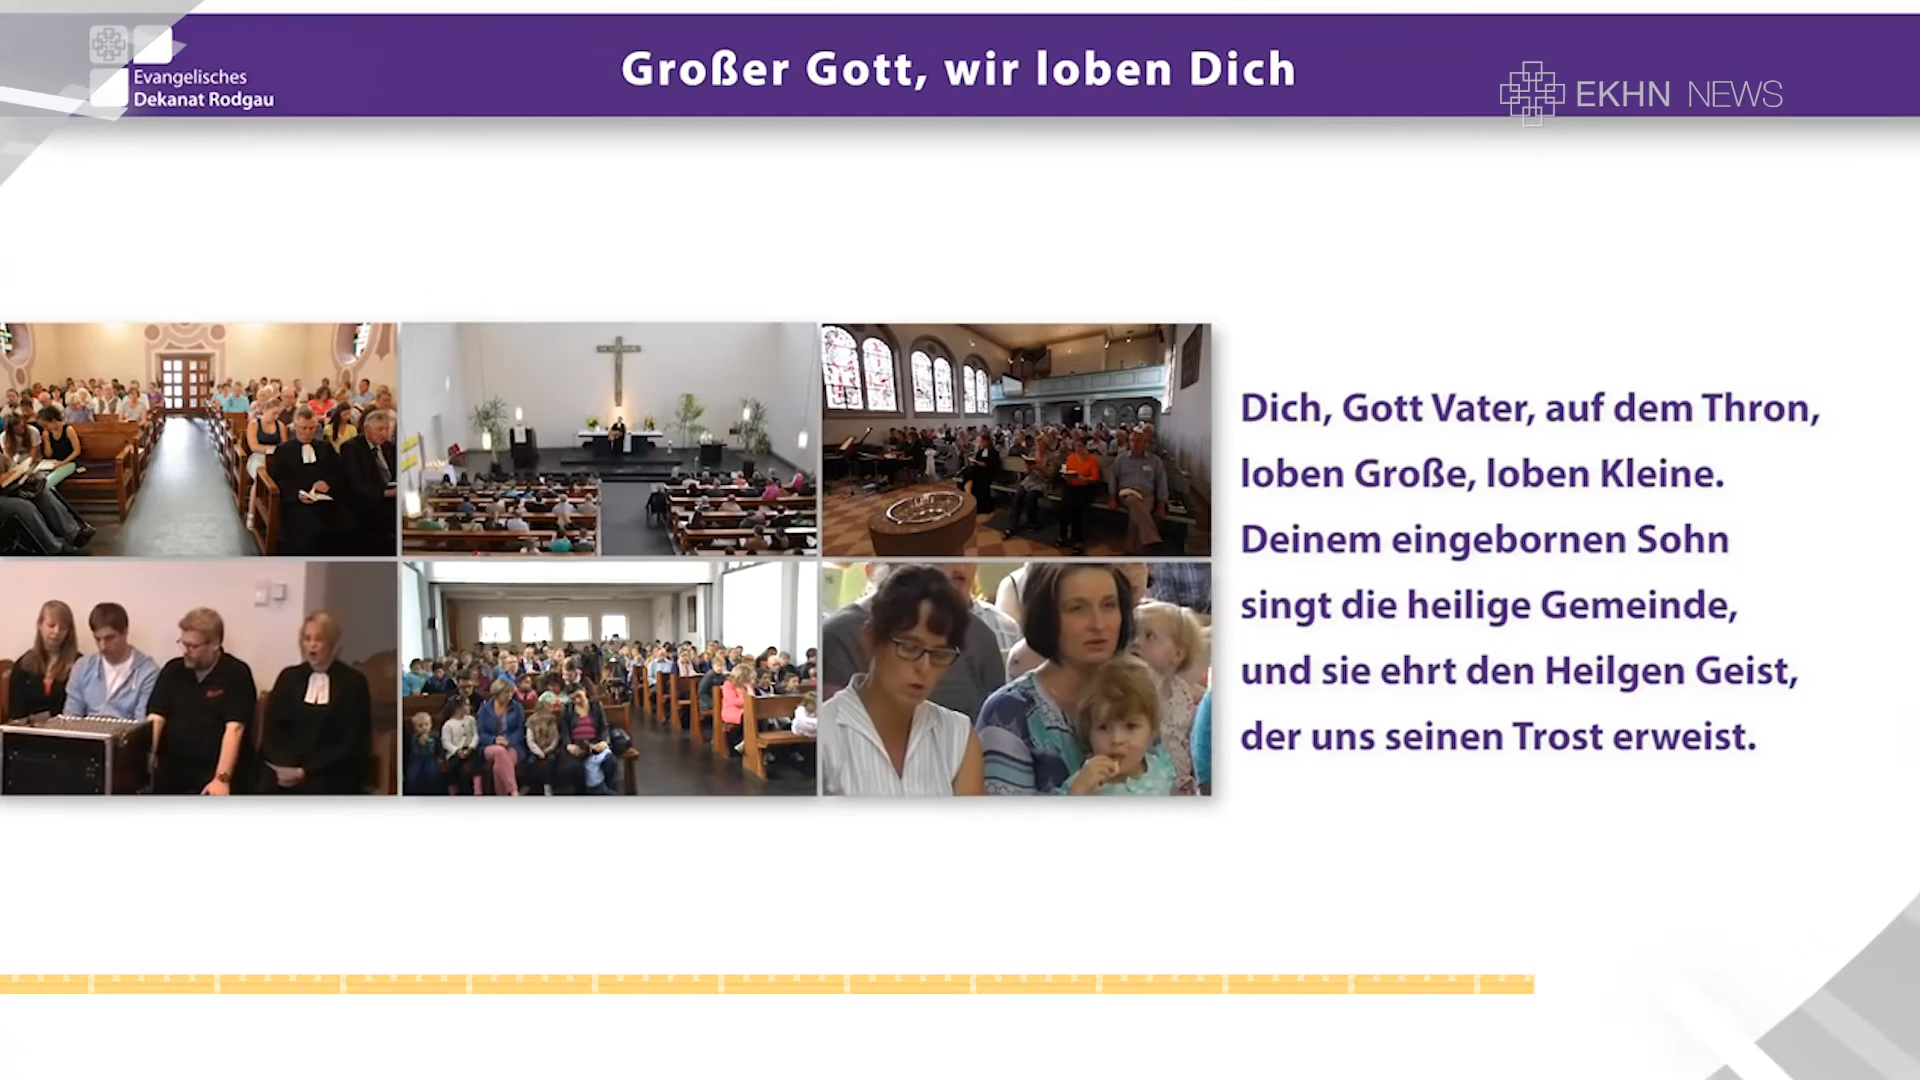 Evangelisches
Dekanat Rodgau
Großer Gott, wir loben Dich
EKHN NEWS
Dich, Gott Vater, auf dem Thron,
loben Große, loben Kleine.
Deinem eingebornen Sohn
singt die heilige Gemeinde,
und sie ehrt den Heilgen Geist,
der uns seinen Trost erweist.